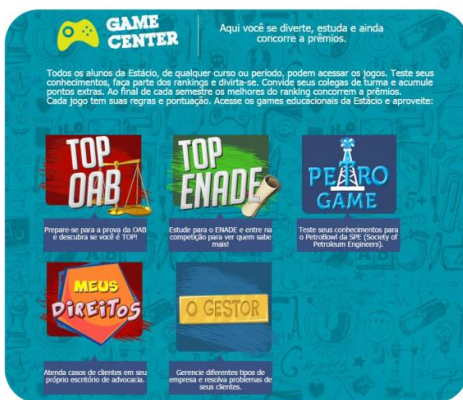 GAME
CENTER
Aqui você se diverte, estuda e ainda
concorre a prêmios.
Todos os alunos da Estácio, de qualquer curso ou período, podem acessar os jogos. Teste seus
conhecimentos, faça parte dos rankings e divirta-se. Convide seus colegas de turma e acumule
pontos extras. Ao final de cada semestre os melhores do ranking concorrem a prêmios.
Cada jogo tem suas regras e pontuação. Acesse os games educacionais da Estácio e aproveite:
TOP
OAB
TOP
ENADE
PETRO
GAME
Prepare-se para a prova da OAB
e descubra se você é TOP!
Estude para o ENADE e entre na
competição para ver quem sabe
mais!
Teste seus conhecimentos para
o PetroBowl da SPE (Society of
Petroleum Engineers).
MEUS
DIREITOS
O GESTOR
Atenda casos de clientes em seu
próprio escritório de advocacia.
Gerencie diferentes tipos de
empresa e resolva problemas de
seus clientes.